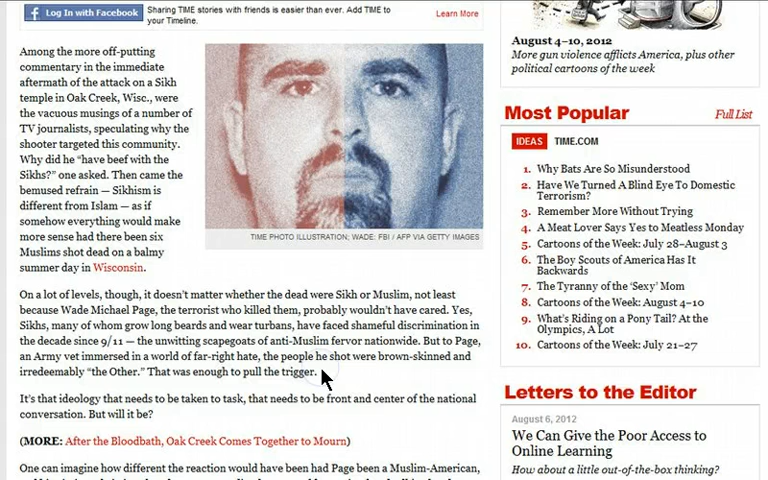 Log In with Facebook
Sharing TIME stories with friends is easier than ever. Add TIME to
your Timeline.
Learn More
Among the more off-putting
commentary in the immediate
aftermath of the attack on a Sikh
temple in Oak Creek, Wisc., were
the vacuous musings of a number of
TV journalists, speculating why the
shooter targeted this community.
Why did he “have beef with the
Sikhs?” one asked. Then came the
bemused refrain — Sikhism is
different from Islam — as if
somehow everything would make
more sense had there been six
Muslims shot dead on a balmy
summer day in Wisconsin.
TIME PHOTO ILLUSTRATION; WADE: FBI / AFP VIA GETTY IMAGES
On a lot of levels, though, it doesn’t matter whether the dead were Sikh or Muslim, not least
because Wade Michael Page, the terrorist who killed them, probably wouldn’t have cared. Yes,
Sikhs, many of whom grow long beards and wear turbans, have faced shameful discrimination in
the decade since 9/11 — the unwitting scapegoats of anti-Muslim fervor nationwide. But to Page,
an Army vet immersed in a world of far-right hate, the people he shot were brown-skinned and
irredeemably “the Other.” That was enough to pull the trigger.
It’s that ideology that needs to be taken to task, that needs to be front and center of the national
conversation. But will it be?
(MORE: After the Bloodbath, Oak Creek Comes Together to Mourn)
One can imagine how different the reaction would have been had Page been a Muslim-American,
August 4–10, 2012
More gun violence afflicts America, plus other
political cartoons of the week
Most Popular
Full List
IDEAS TIME.COM
1. Why Bats Are So Misunderstood
2. Have We Turned A Blind Eye To Domestic
Terrorism?
3. Remember More Without Trying
4. A Meat Lover Says Yes to Meatless Monday
5. Cartoons of the Week: July 28–August 3
6. The Boy Scouts of America Has It
Backwards
7. The Tyranny of the ‘Sexy’ Mom
8. Cartoons of the Week: August 4–10
9. What’s Riding on a Pony Tail? At the
Olympics, A Lot
10. Cartoons of the Week: July 21–27
Letters to the Editor
August 6, 2012
We Can Give the Poor Access to
Online Learning
How about a little out-of-the-box thinking?